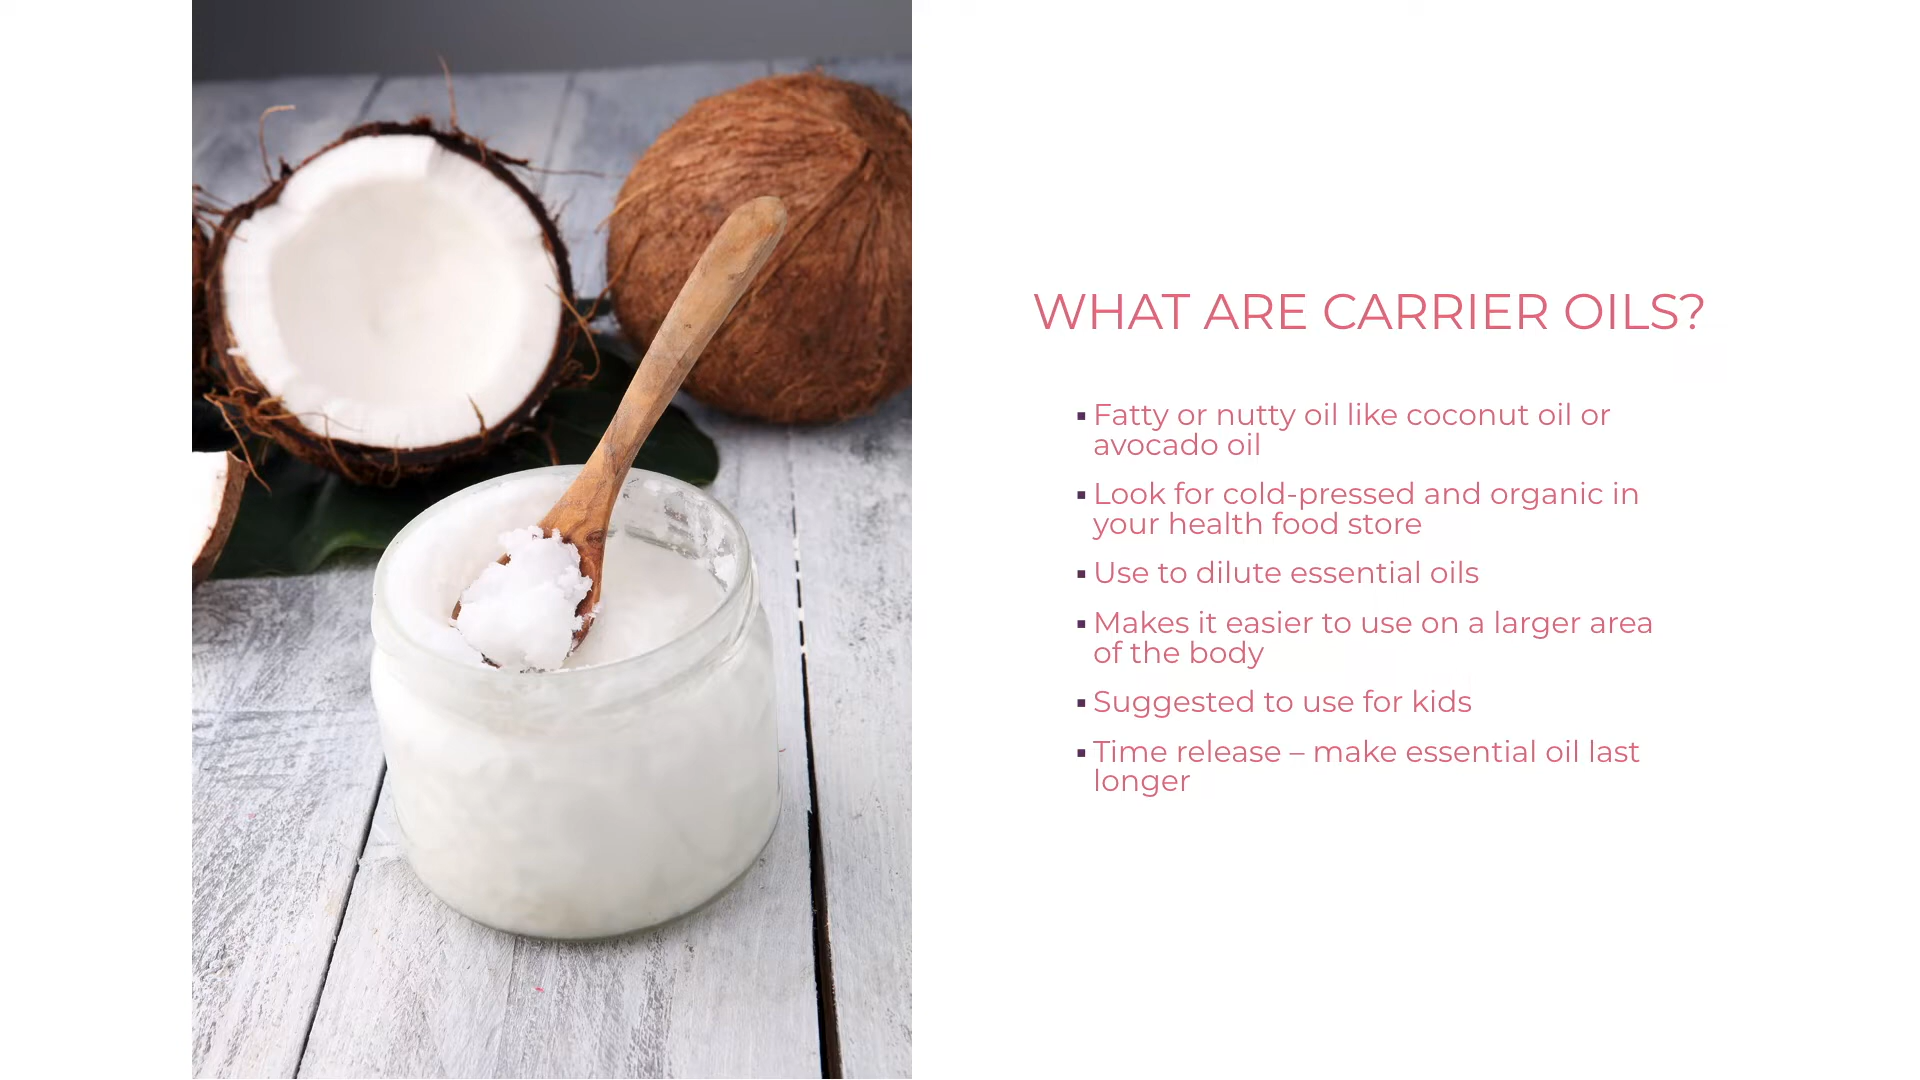 WHAT ARE CARRIER OILS?
▪ Fatty or nutty oil like coconut oil or
avocado oil
▪ Look for cold-pressed and organic in
your health food store
▪ Use to dilute essential oils
▪ Makes it easier to use on a larger area
of the body
▪ Suggested to use for kids
▪ Time release – make essential oil last
longer